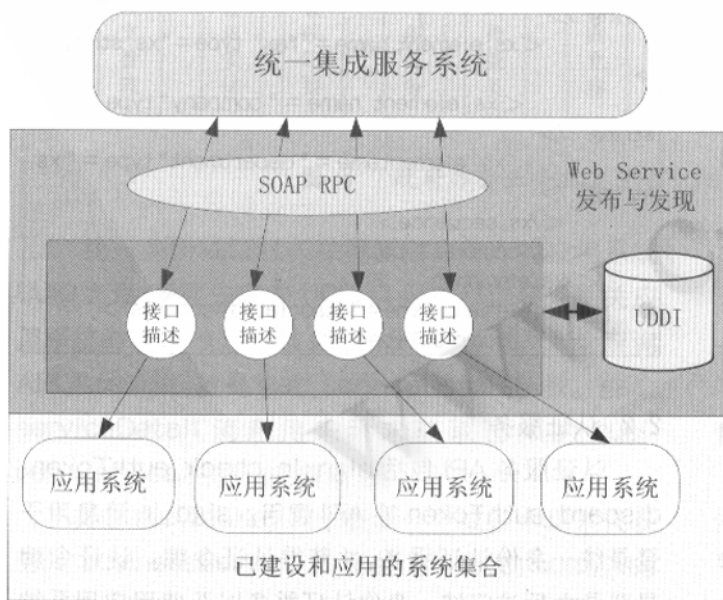 统一集成服务系统
SOAP RPC
Web Service
发布与发现
接口
描述
接口
描述
接口
描述
接口
描述
UDDI
应用系统
应用系统
应用系统
应用系统
已建设和应用的系统集合